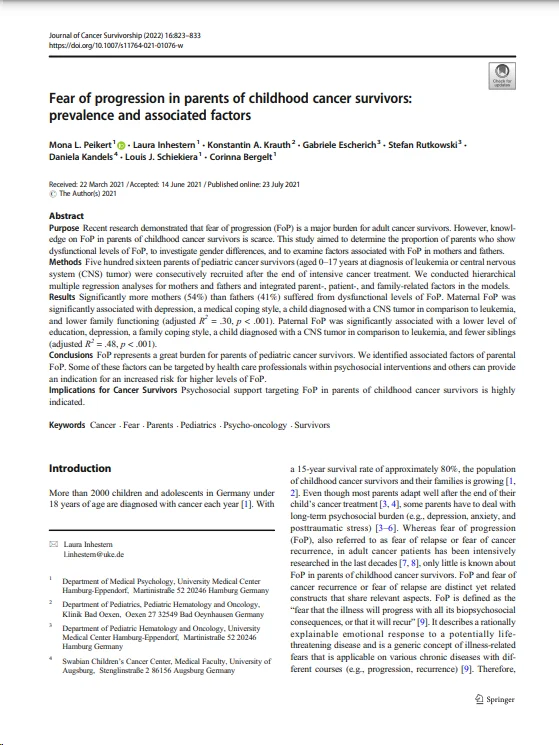 Journal of Cancer Survivorship (2022) 16:823–833
https://doi.org/10.1007/s11764-021-01076-w
Check for
updates
Fear of progression in parents of childhood cancer survivors:
prevalence and associated factors
Mona L. Peikert 1 · Laura Inhestern 1 · Konstantin A. Krauth 2 · Gabriele Escherich 3 · Stefan Rutkowski 3 ·
Daniela Kandels 4 · Louis J. Schiekiera 1 · Corinna Bergelt 1
Received: 22 March 2021 / Accepted: 14 June 2021 / Published online: 23 July 2021
© The Author(s) 2021
Abstract
Purpose Recent research demonstrated that fear of progression (FoP) is a major burden for adult cancer survivors. However, knowl-
edge on FoP in parents of childhood cancer survivors is scarce. This study aimed to determine the proportion of parents who show
dysfunctional levels of FoP, to investigate gender differences, and to examine factors associated with FoP in mothers and fathers.
Methods Five hundred sixteen parents of pediatric cancer survivors (aged 0–17 years at diagnosis of leukemia or central nervous
system (CNS) tumor) were consecutively recruited after the end of intensive cancer treatment. We conducted hierarchical
multiple regression analyses for mothers and fathers and integrated parent-, patient-, and family-related factors in the models.
Results Significantly more mothers (54%) than fathers (41%) suffered from dysfunctional levels of FoP. Maternal FoP was
significantly associated with depression, a medical coping style, a child diagnosed with a CNS tumor in comparison to leukemia,
and lower family functioning (adjusted R² = .30, p < .001). Paternal FoP was significantly associated with a lower level of
education, depression, a family coping style, a child diagnosed with a CNS tumor in comparison to leukemia, and fewer siblings
(adjusted R² = .48, p < .001).
Conclusions FoP represents a great burden for parents of pediatric cancer survivors. We identified associated factors of parental
FoP. Some of these factors can be targeted by health care professionals within psychosocial interventions and others can provide
an indication for an increased risk for higher levels of FoP.
Implications for Cancer Survivors Psychosocial support targeting FoP in parents of childhood cancer survivors is highly
indicated.
Keywords Cancer · Fear · Parents · Pediatrics · Psycho-oncology · Survivors
Introduction
More than 2000 children and adolescents in Germany under
18 years of age are diagnosed with cancer each year [1]. With
Laura Inhestern
l.inhestern@uke.de
1 Department of Medical Psychology, University Medical Center
Hamburg-Eppendorf, Martinistraße 52 20246 Hamburg Germany
2 Department of Pediatrics, Pediatric Hematology and Oncology,
Klinik Bad Oexen, Oexen 27 32549 Bad Oeynhausen Germany
3 Department of Pediatric Hematology and Oncology, University
Medical Center Hamburg-Eppendorf, Martinistraße 52 20246
Hamburg Germany
4 Swabian Children's Cancer Center, Medical Faculty, University of
Augsburg, Stenglinstraße 2 86156 Augsburg Germany
a 15-year survival rate of approximately 80%, the population
of childhood cancer survivors and their families is growing [1,
2]. Even though most parents adapt well after the end of their
child's cancer treatment [3, 4], some parents have to deal with
long-term psychosocial burden (e.g., depression, anxiety, and
posttraumatic stress) [3–6]. Whereas fear of progression
(FoP), also referred to as fear of relapse or fear of cancer
recurrence, in adult cancer patients has been intensively
researched in the last decades [7, 8], only little is known about
FoP in parents of childhood cancer survivors. FoP and fear of
cancer recurrence or fear of relapse are distinct yet related
constructs that share relevant aspects. FoP is defined as the
“fear that the illness will progress with all its biopsychosocial
consequences, or that it will recur” [9]. It describes a rationally
explainable emotional response to a potentially life-
threatening disease and is a generic concept of illness-related
fears that is applicable on various chronic diseases with dif-
ferent courses (e.g., progression, recurrence) [9]. Therefore,
Springer